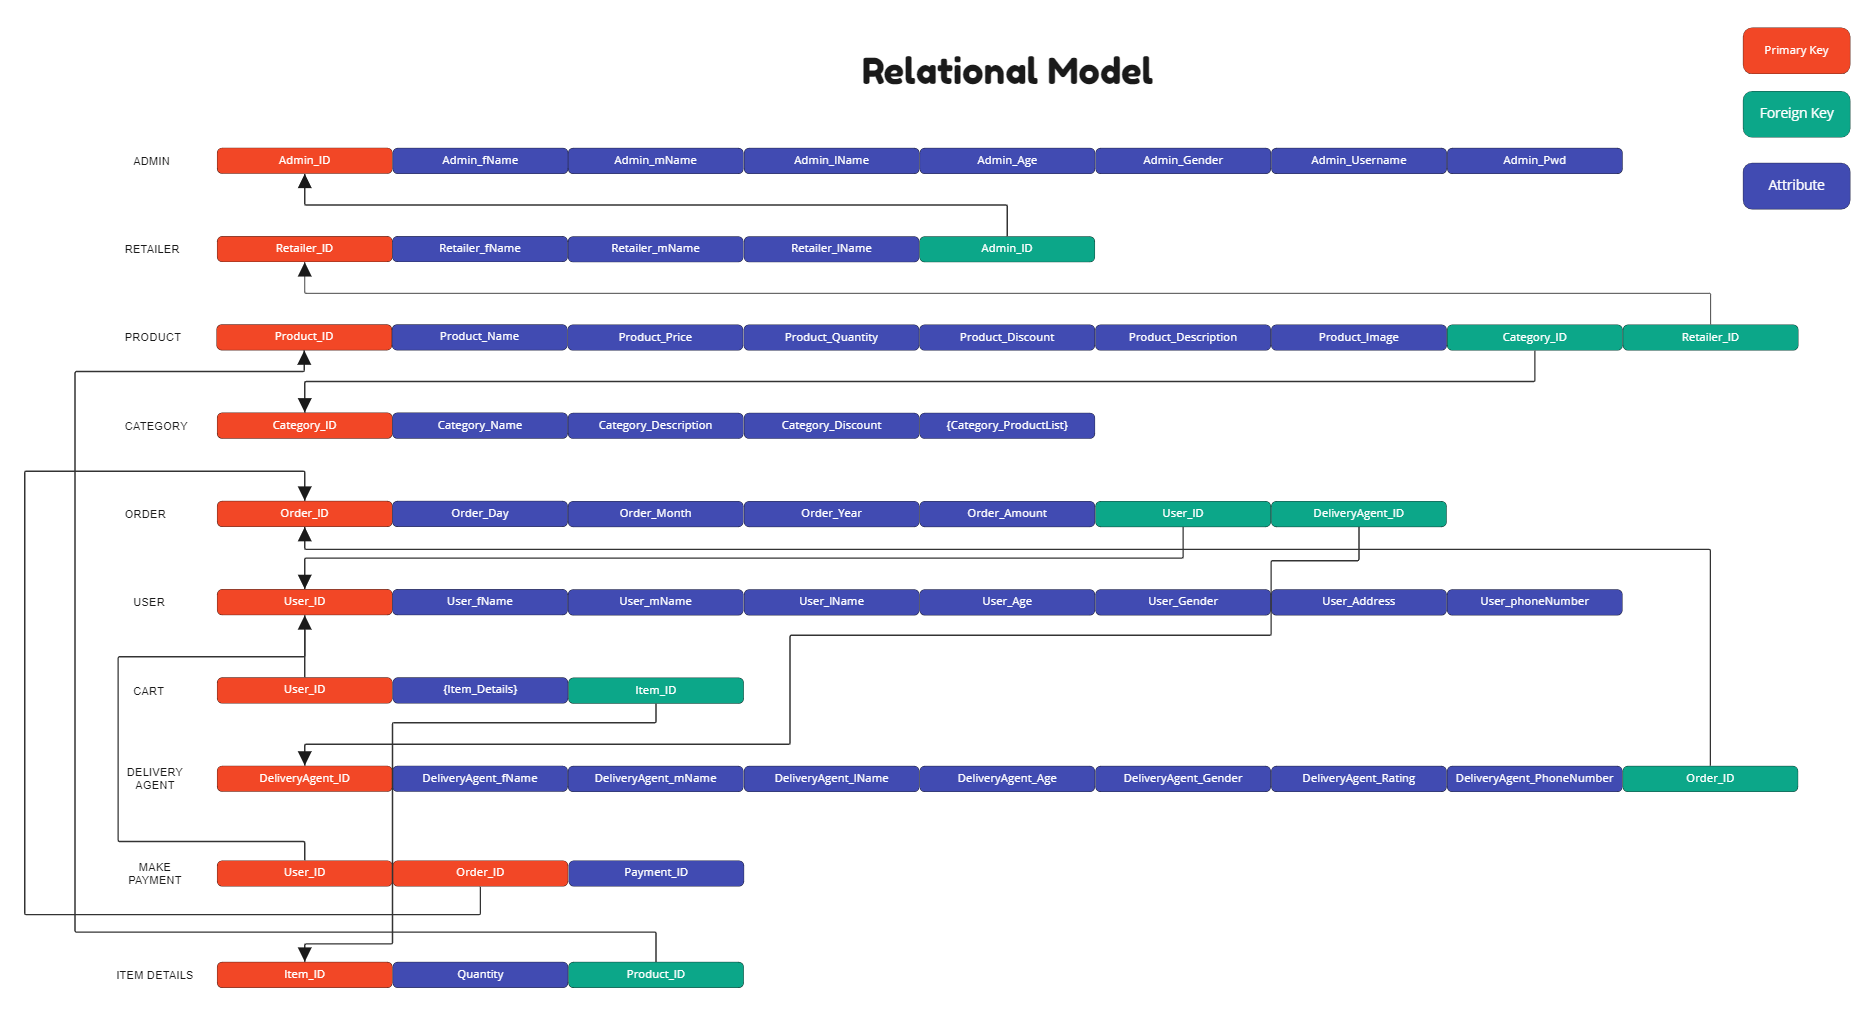 Relational Model
Primary Key
Foreign Key
Attribute
ADMIN Admin_ID Admin_fName Admin_mName Admin_lName Admin_Age Admin_Gender Admin_Username Admin_Pwd
RETAILER Retailer_ID Retailer_fName Retailer_mName Retailer_lName Admin_ID
PRODUCT Product_ID Product_Name Product_Price Product_Quantity Product_Discount Product_Description Product_Image Category_ID Retailer_ID
CATEGORY Category_ID Category_Name Category_Description Category_Discount {Category_ProductList}
ORDER Order_ID Order_Day Order_Month Order_Year Order_Amount User_ID DeliveryAgent_ID
USER User_ID User_fName User_mName User_lName User_Age User_Gender User_Address User_phoneNumber
CART User_ID {Item_Details} Item_ID
DELIVERY
AGENT DeliveryAgent_ID DeliveryAgent_fName DeliveryAgent_mName DeliveryAgent_lName DeliveryAgent_Age DeliveryAgent_Gender DeliveryAgent_Rating DeliveryAgent_PhoneNumber Order_ID
MAKE
PAYMENT User_ID Order_ID Payment_ID
ITEM DETAILS Item_ID Quantity Product_ID